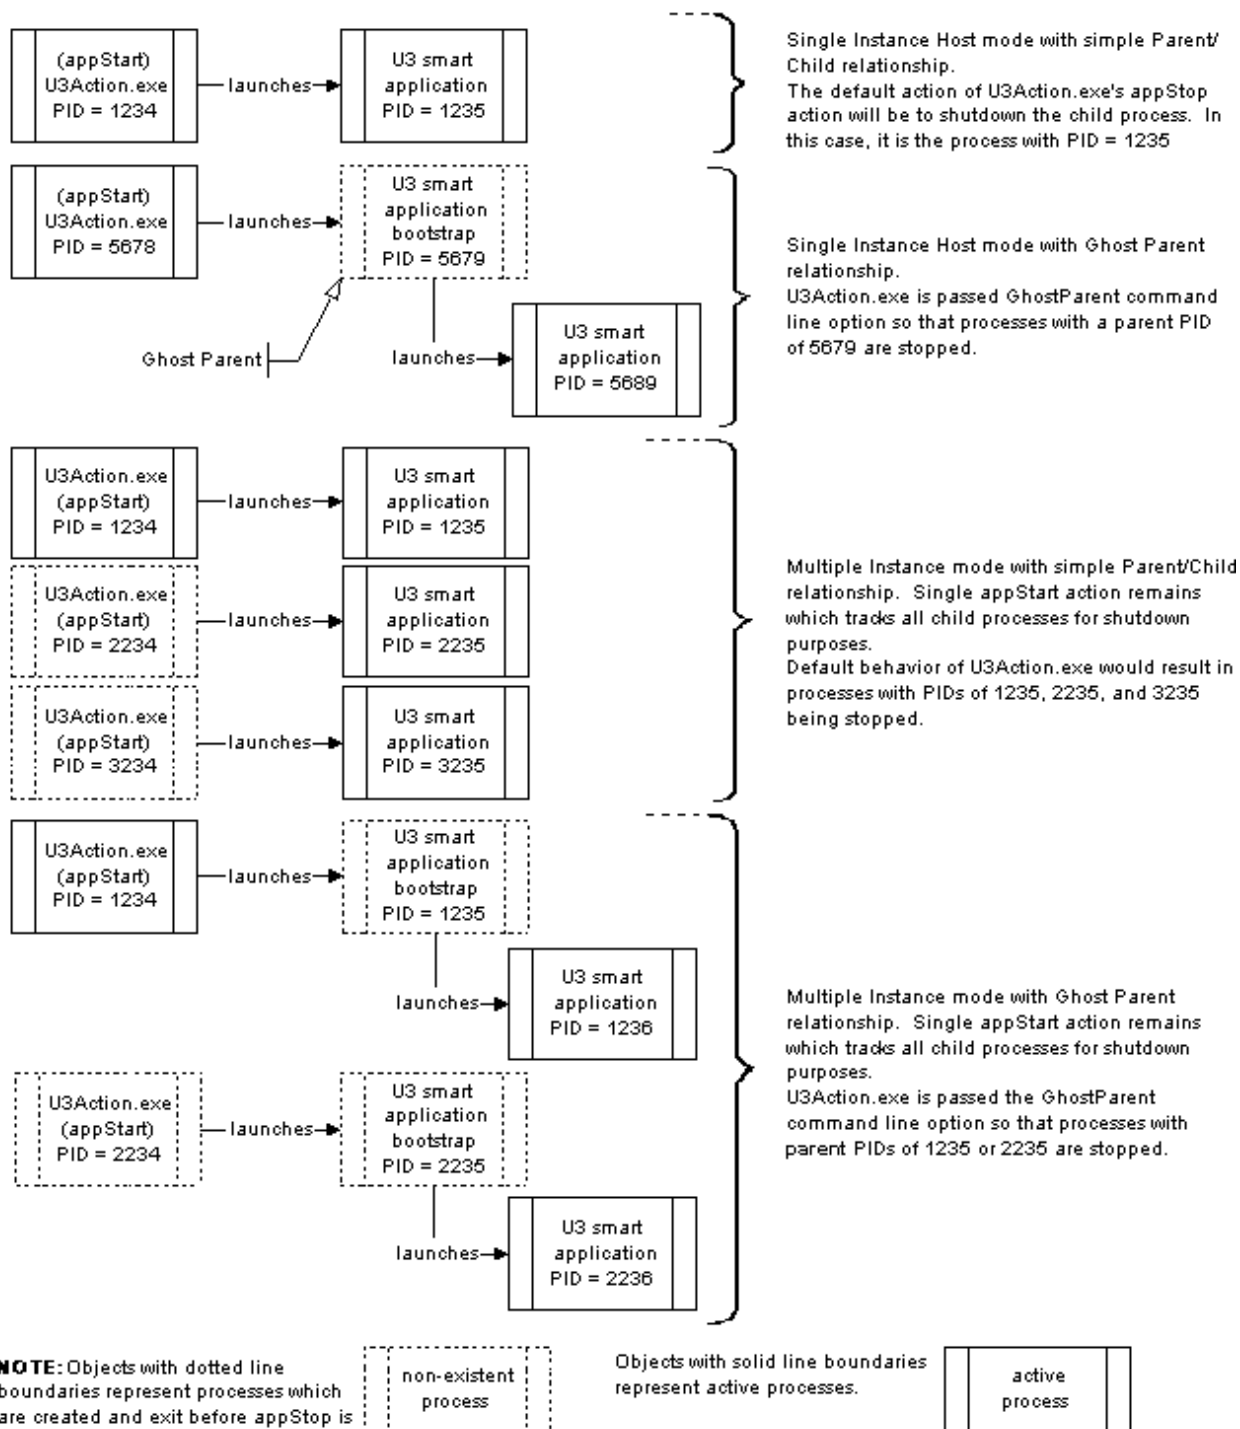 (appStart)
U3Action.exe
PID = 1234
launches
U3 smart
application
PID = 1235
Single Instance Host mode with simple Parent/
Child relationship.
The default action of U3Action.exe's appStop
action will be to shutdown the child process. In
this case, it is the process with PID = 1235
(appStart)
U3Action.exe
PID = 5678
launches
U3 smart
application
bootstrap
PID = 5679
Ghost Parent
launches
U3 smart
application
PID = 5689
Single Instance Host mode with Ghost Parent
relationship.
U3Action.exe is passed GhostParent command
line option so that processes with a parent PID
of 5679 are stopped.
U3Action.exe
(appStart)
PID = 1234
launches
U3 smart
application
PID = 1235
U3Action.exe
(appStart)
PID = 2234
launches
U3 smart
application
PID = 2235
U3Action.exe
(appStart)
PID = 3234
launches
U3 smart
application
PID = 3235
Multiple Instance mode with simple Parent/Child
relationship. Single appStart action remains
which tracks all child processes for shutdown
purposes.
Default behavior of U3Action.exe would result in
processes with PIDs of 1235, 2235, and 3235
being stopped.
U3Action.exe
(appStart)
PID = 1234
launches
U3 smart
application
bootstrap
PID = 1235
launches
U3 smart
application
PID = 1236
U3Action.exe
(appStart)
PID = 2234
launches
U3 smart
application
bootstrap
PID = 2235
launches
U3 smart
application
PID = 2236
Multiple Instance mode with Ghost Parent
relationship. Single appStart action remains
which tracks all child processes for shutdown
purposes.
U3Action.exe is passed the GhostParent
command line option so that processes with
parent PIDs of 1235 or 2235 are stopped.
NOTE: Objects with dotted line
boundaries represent processes which
are created and exit before appStop is
non-existent
process
Objects with solid line boundaries
represent active processes.
active
process